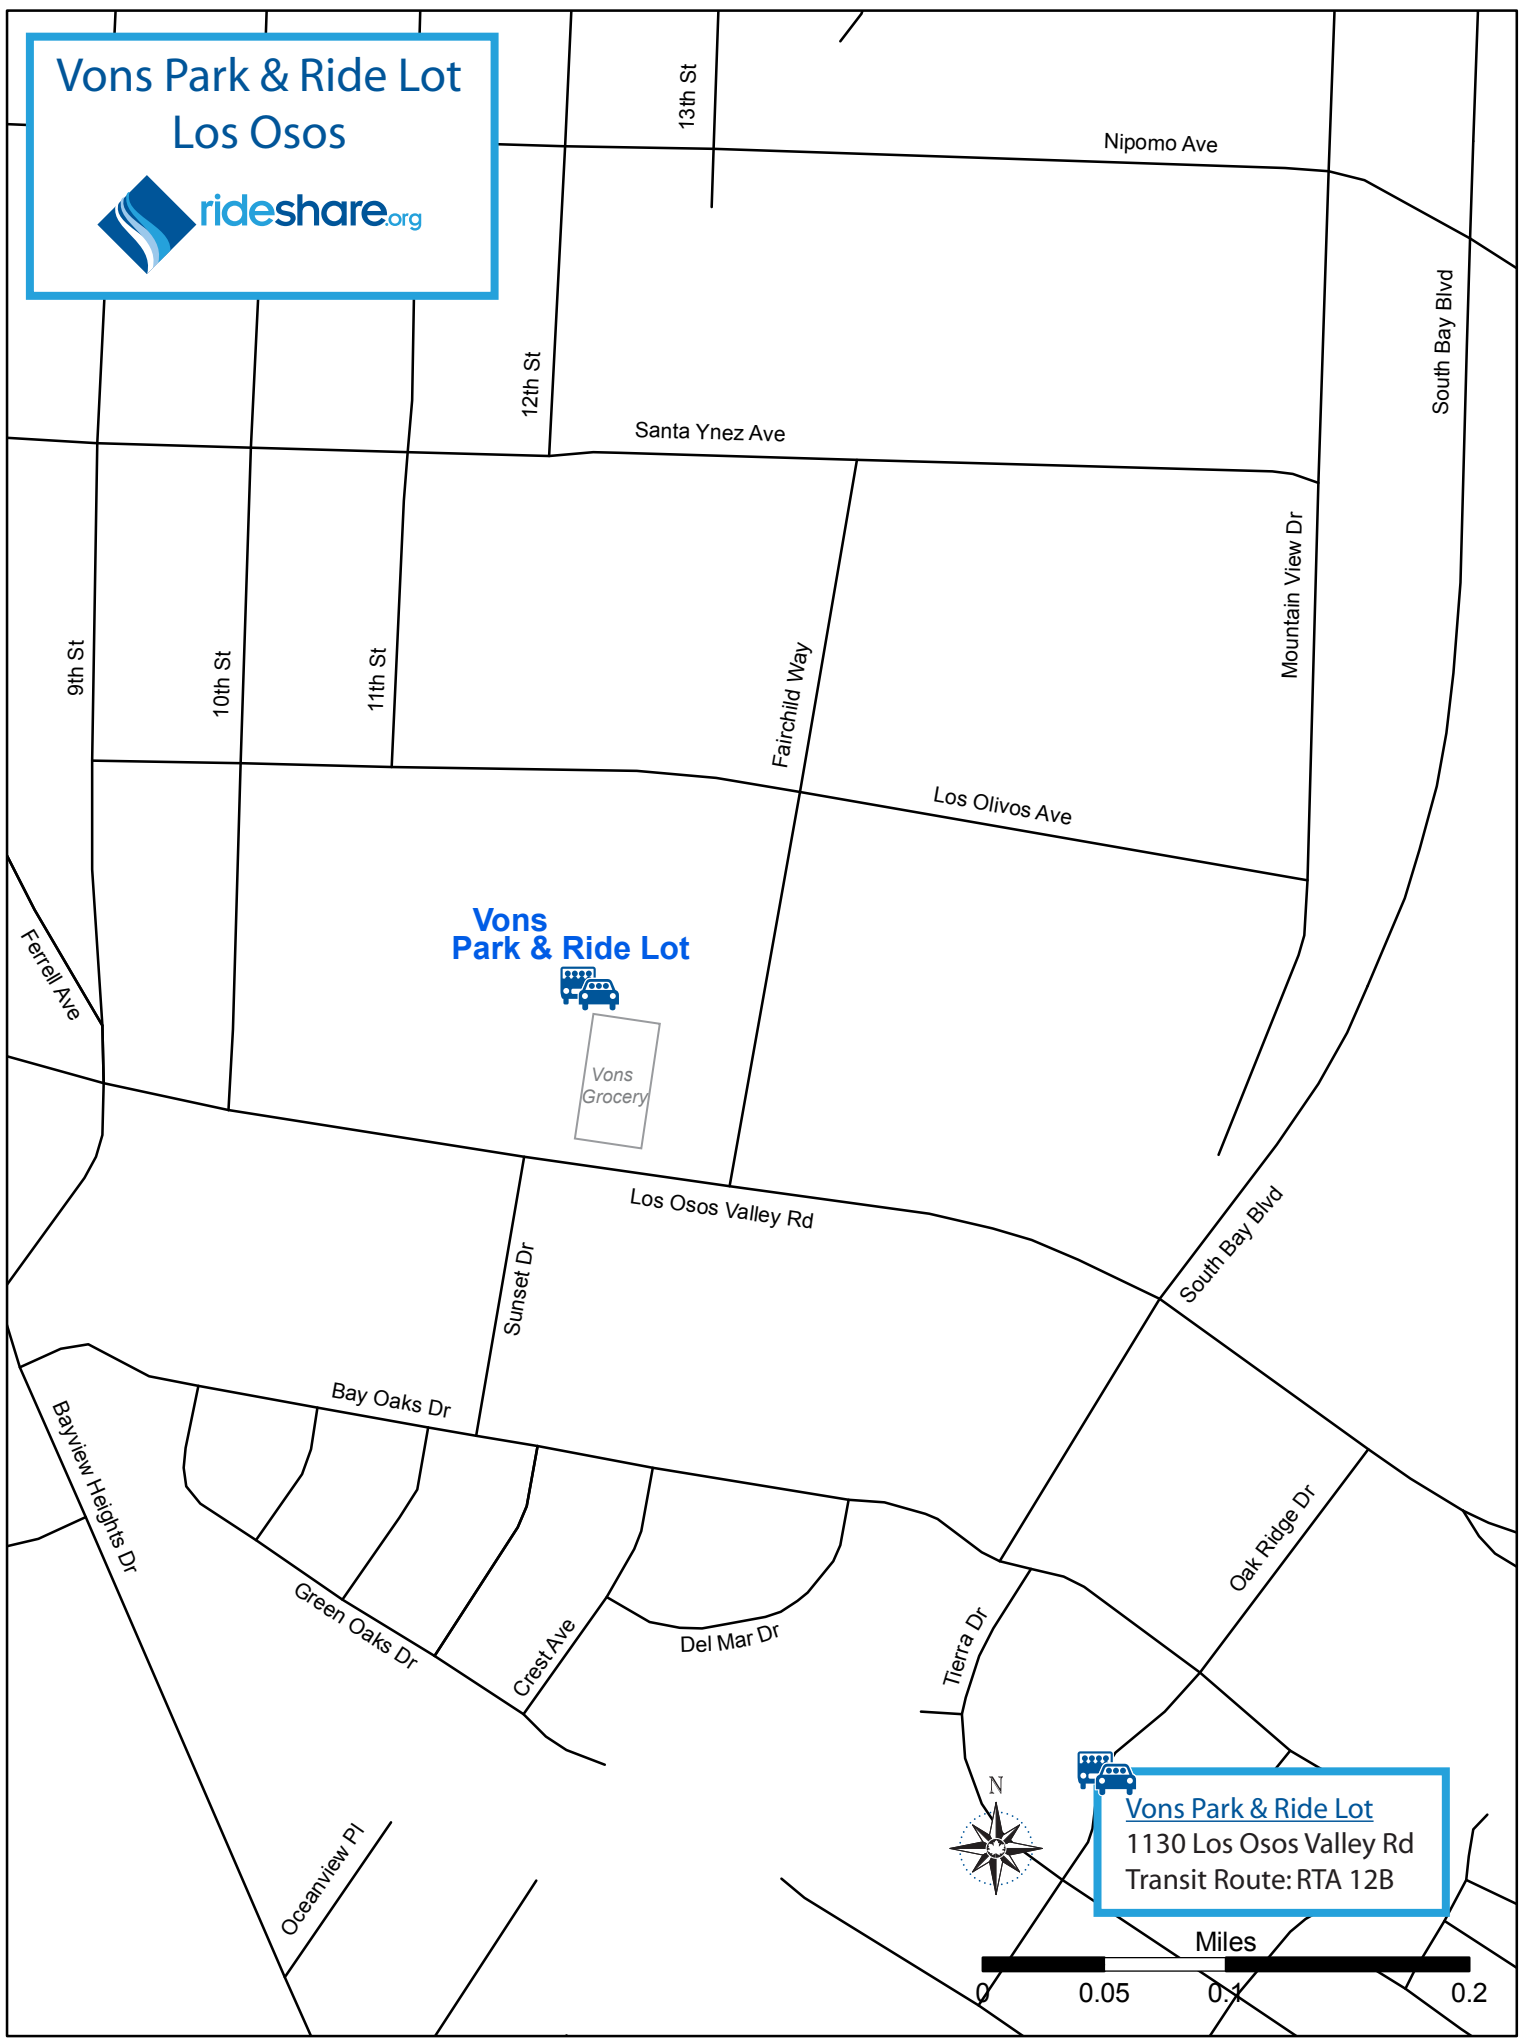 Vons Park & Ride Lot
Los Osos
rideshare.org
13th St
Nipomo Ave
South Bay Blvd
12th St
Santa Ynez Ave
Mountain View Dr
9th St
10th St
11th St
Fairchild Way
Los Olivos Ave
Vons
Park & Ride Lot
Ferrell Ave
Vons
Grocery
Los Osos Valley Rd
South Bay Blvd
Sunset Dr
Bay Oaks Dr
Bayview Heights Dr
Oak Ridge Dr
Green Oaks Dr
Crest Ave
Del Mar Dr
Tierra Dr
N
Vons Park & Ride Lot
1130 Los Osos Valley Rd
Transit Route: RTA 12B
Oceanview Pl
Miles
0 0.05 0.1 0.2